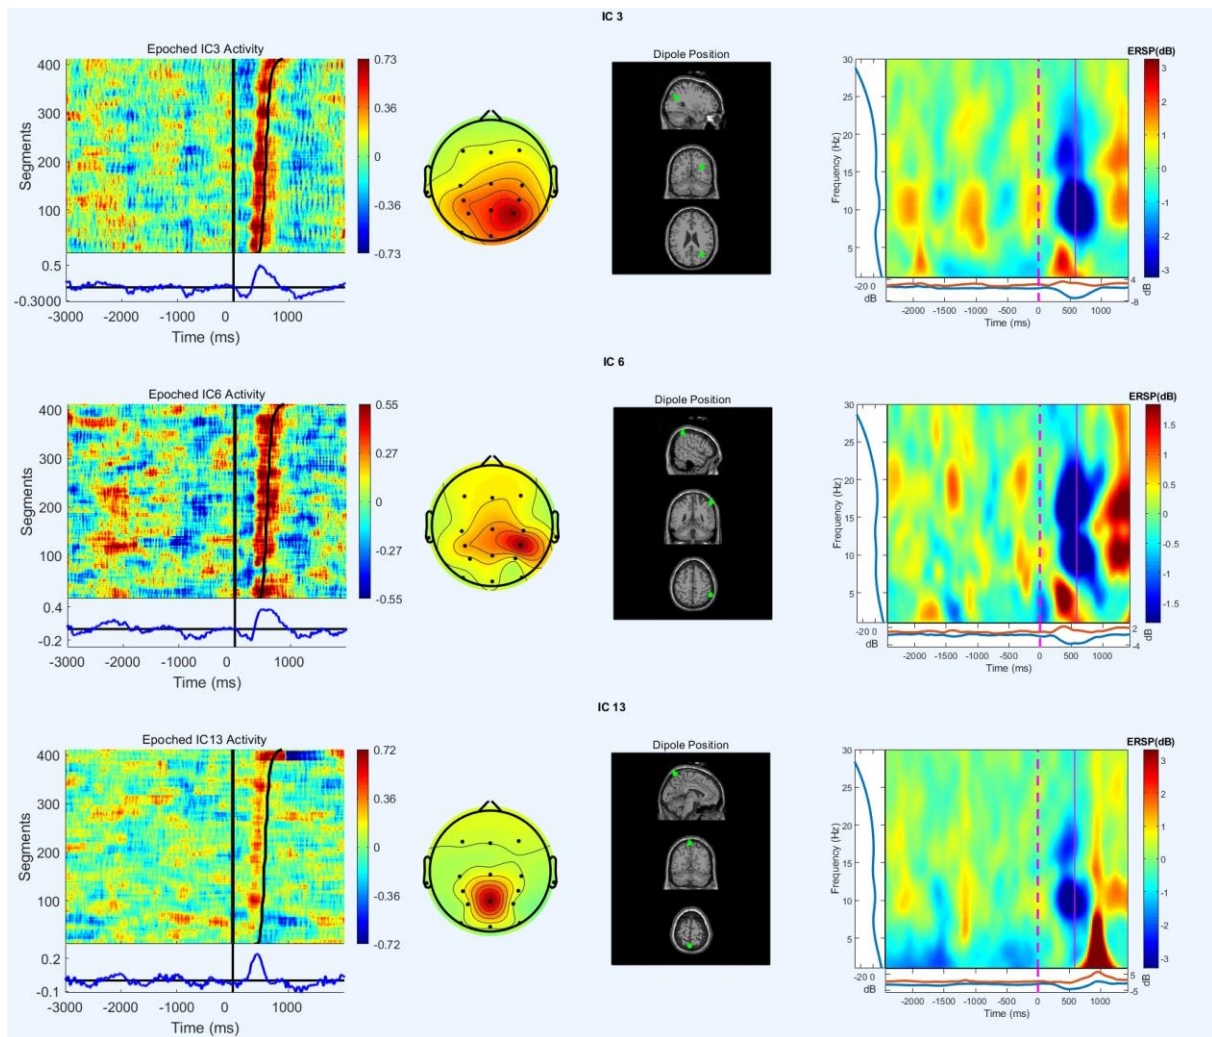 IC 3
Epoched IC3 Activity
Segments
400
300
200
100
0.73
0.36
0
-0.36
-0.73
0.5
-0.3000
-3000 -2000 -1000 0 1000
Time (ms)
Dipole Position
ERSP(dB)
Frequency (Hz)
30
25
20
15
10
5
3
2
1
0
-1
-2
-3
-20 0
dB
4
-8
dB
-2000 -1500 -1000 -500 0 500 1000
Time (ms)
IC 6
Epoched IC6 Activity
Segments
400
300
200
100
0.55
0.27
0
-0.27
-0.55
0.4
-0.2
-3000 -2000 -1000 0 1000
Time (ms)
Dipole Position
ERSP(dB)
Frequency (Hz)
30
25
20
15
10
5
1.5
1
0.5
0
-0.5
-1
-1.5
-20 0
dB
2
-4
dB
-2000 -1500 -1000 -500 0 500 1000
Time (ms)
IC 13
Epoched IC13 Activity
Segments
400
300
200
100
0.72
0.36
0
-0.36
-0.72
0.2
-0.1
-3000 -2000 -1000 0 1000
Time (ms)
Dipole Position
ERSP(dB)
Frequency (Hz)
30
25
20
15
10
5
3
2
1
0
-1
-2
-3
-20 0
dB
5
-5
dB
-2000 -1500 -1000 -500 0 500 1000
Time (ms)